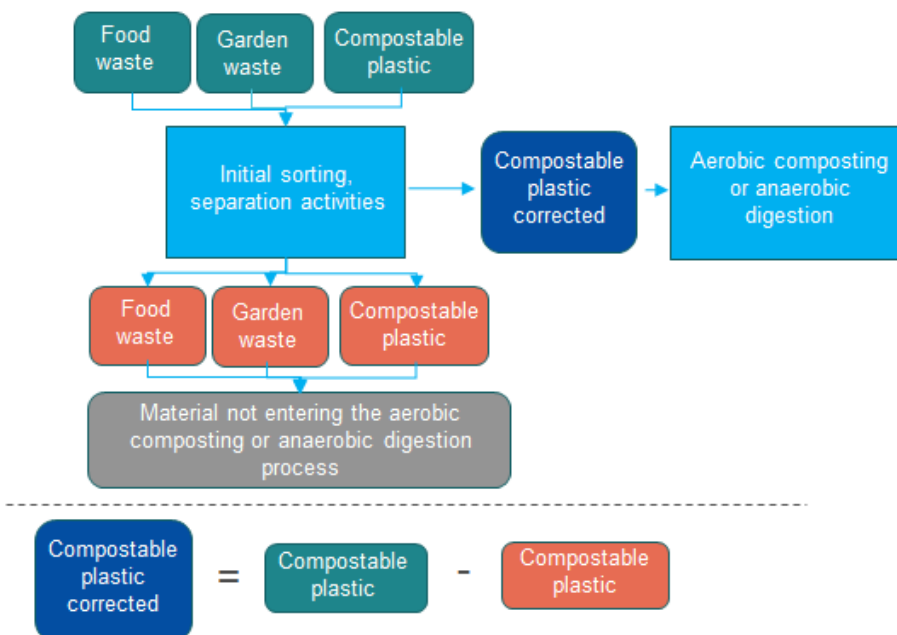 Food
waste
Garden
waste
Compostable
plastic
Initial sorting,
separation activities
Compostable
plastic
corrected
Aerobic composting
or anaerobic
digestion
Food
waste
Garden
waste
Compostable
plastic
Material not entering the aerobic
composting or anaerobic digestion
process
Compostable
plastic
corrected
=
Compostable
plastic
-
Compostable
plastic